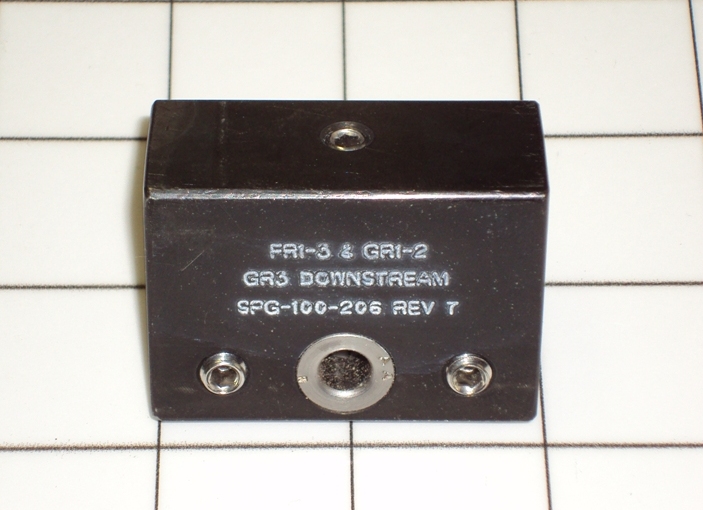 FR1-3 & GR1-2
GR3 DOWNSTREAM
SPG-100-206 REV 7